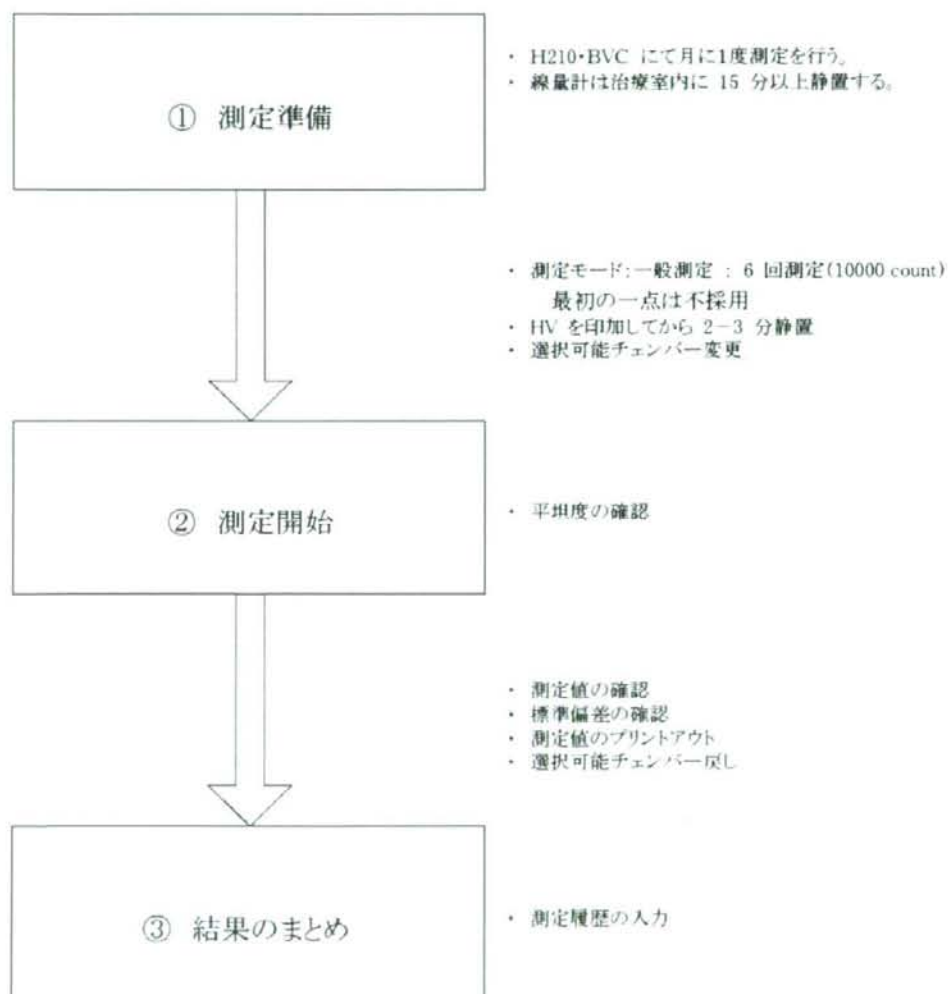 ① 測定準備
・ H210・BVC にて月に1度測定を行う。
・ 線量計は治療室内に 15 分以上静置する。
・ 測定モード:一般測定 : 6 回測定(10000 count)
最初の一点は不採用
・ HV を印加してから 2-3 分静置
・ 選択可能チェンバー変更
② 測定開始
・ 平坦度の確認
・ 測定値の確認
・ 標準偏差の確認
・ 測定値のプリントアウト
・ 選択可能チェンバー戻し
③ 結果のまとめ
・ 測定履歴の入力